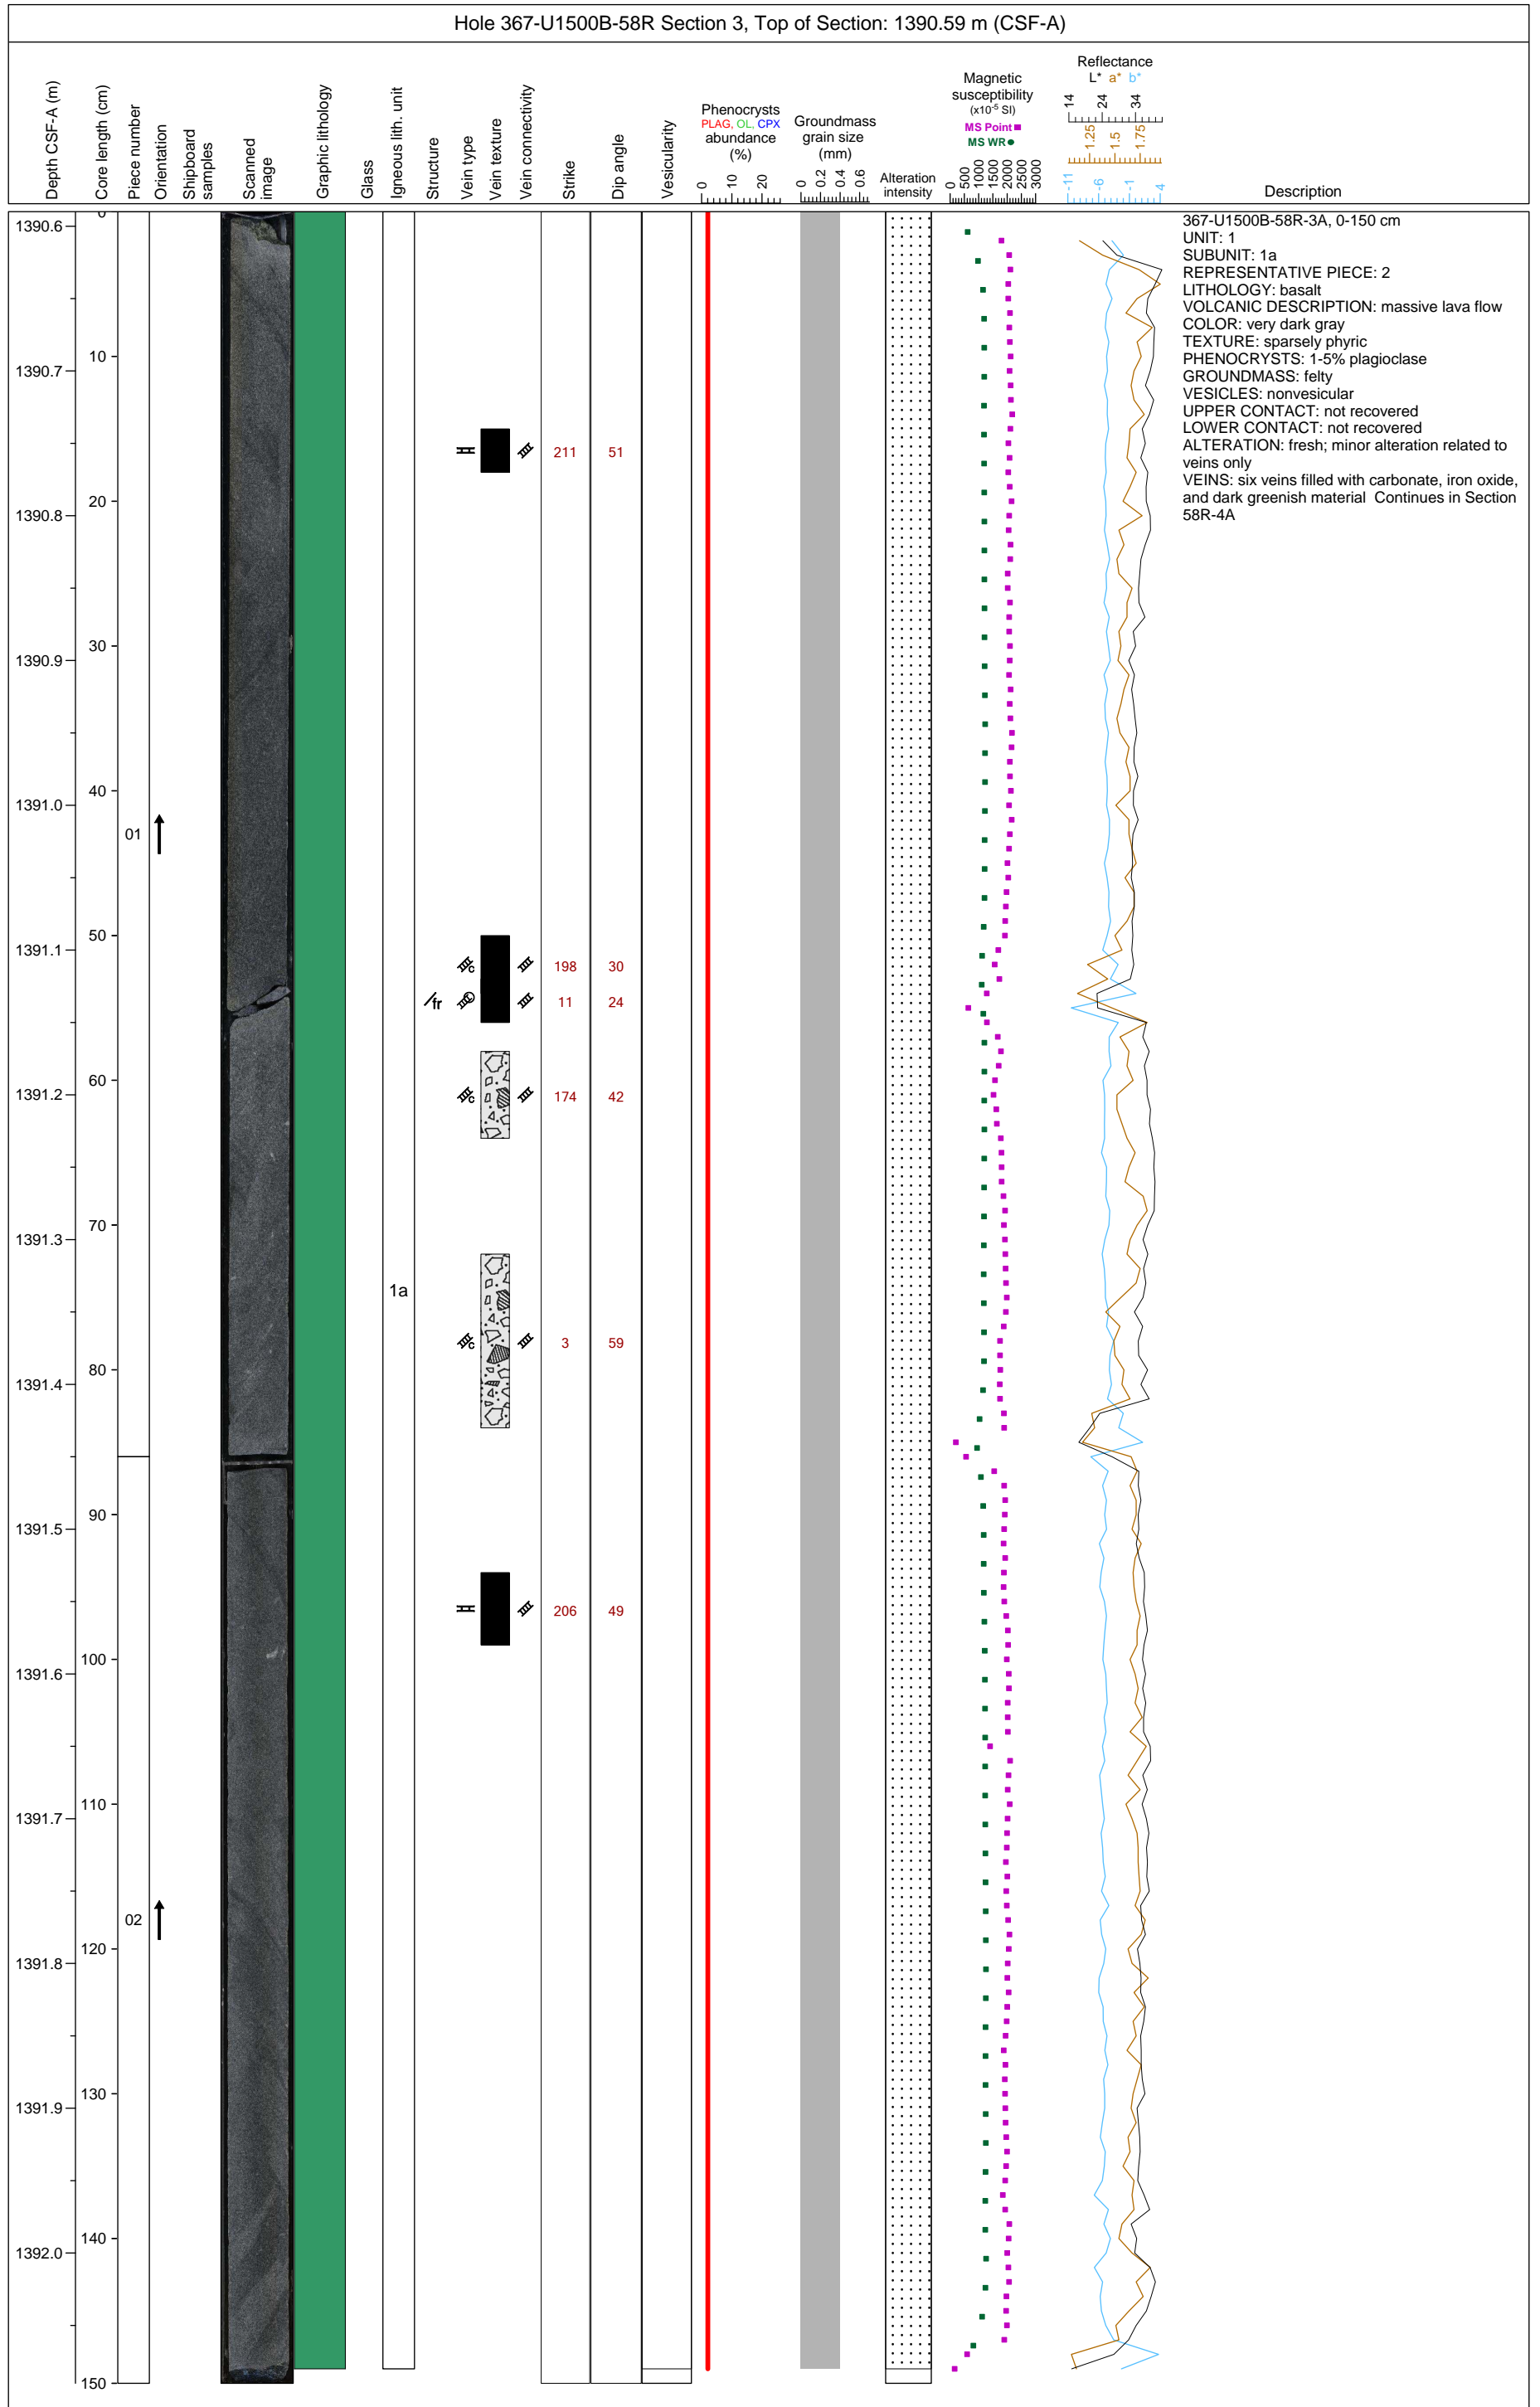 Hole 367-U1500B-58R Section 3, Top of Section: 1390.59 m (CSF-A)
Depth CSF-A (m)
Core length (cm)
Piece number
Orientation
Shipboard
samples
Scanned
image
Graphic lithology
Glass
Igneous lith. unit
Structure
Vein type
Vein texture
Vein connectivity
Strike
Dip angle
Vesicularity
Phenocrysts
PLAG, OL, CPX
abundance
(%)
0 10 20
Groundmass
grain size
(mm)
0 0.2 0.4 0.6
Alteration
intensity
Magnetic
susceptibility
(x10-5 SI)
MS Point
MS WR
0 500 1000 1500 2000 2500 3000
Reflectance
L* a* b*
14 24 34
1.25 1.5 1.75
-11 -6 -1 4
Description
367-U1500B-58R-3A, 0-150 cm
UNIT: 1
SUBUNIT: 1a
REPRESENTATIVE PIECE: 2
LITHOLOGY: basalt
VOLCANIC DESCRIPTION: massive lava flow
COLOR: very dark gray
TEXTURE: sparsely phyric
PHENOCRYSTS: 1-5% plagioclase
GROUNDMASS: felty
VESICLES: nonvesicular
UPPER CONTACT: not recovered
LOWER CONTACT: not recovered
ALTERATION: fresh; minor alteration related to
veins only
VEINS: six veins filled with carbonate, iron oxide,
and dark greenish material Continues in Section
58R-4A
0
1390.6
10
1390.7
211 51
20
1390.8
30
1390.9
40
1391.0
01
50
1391.1
c 198 30
fr 11 24
60
1391.2
c 174 42
70
1391.3
1a
c 3 59
80
1391.4
90
1391.5
206 49
100
1391.6
110
1391.7
02
120
1391.8
130
1391.9
140
1392.0
150